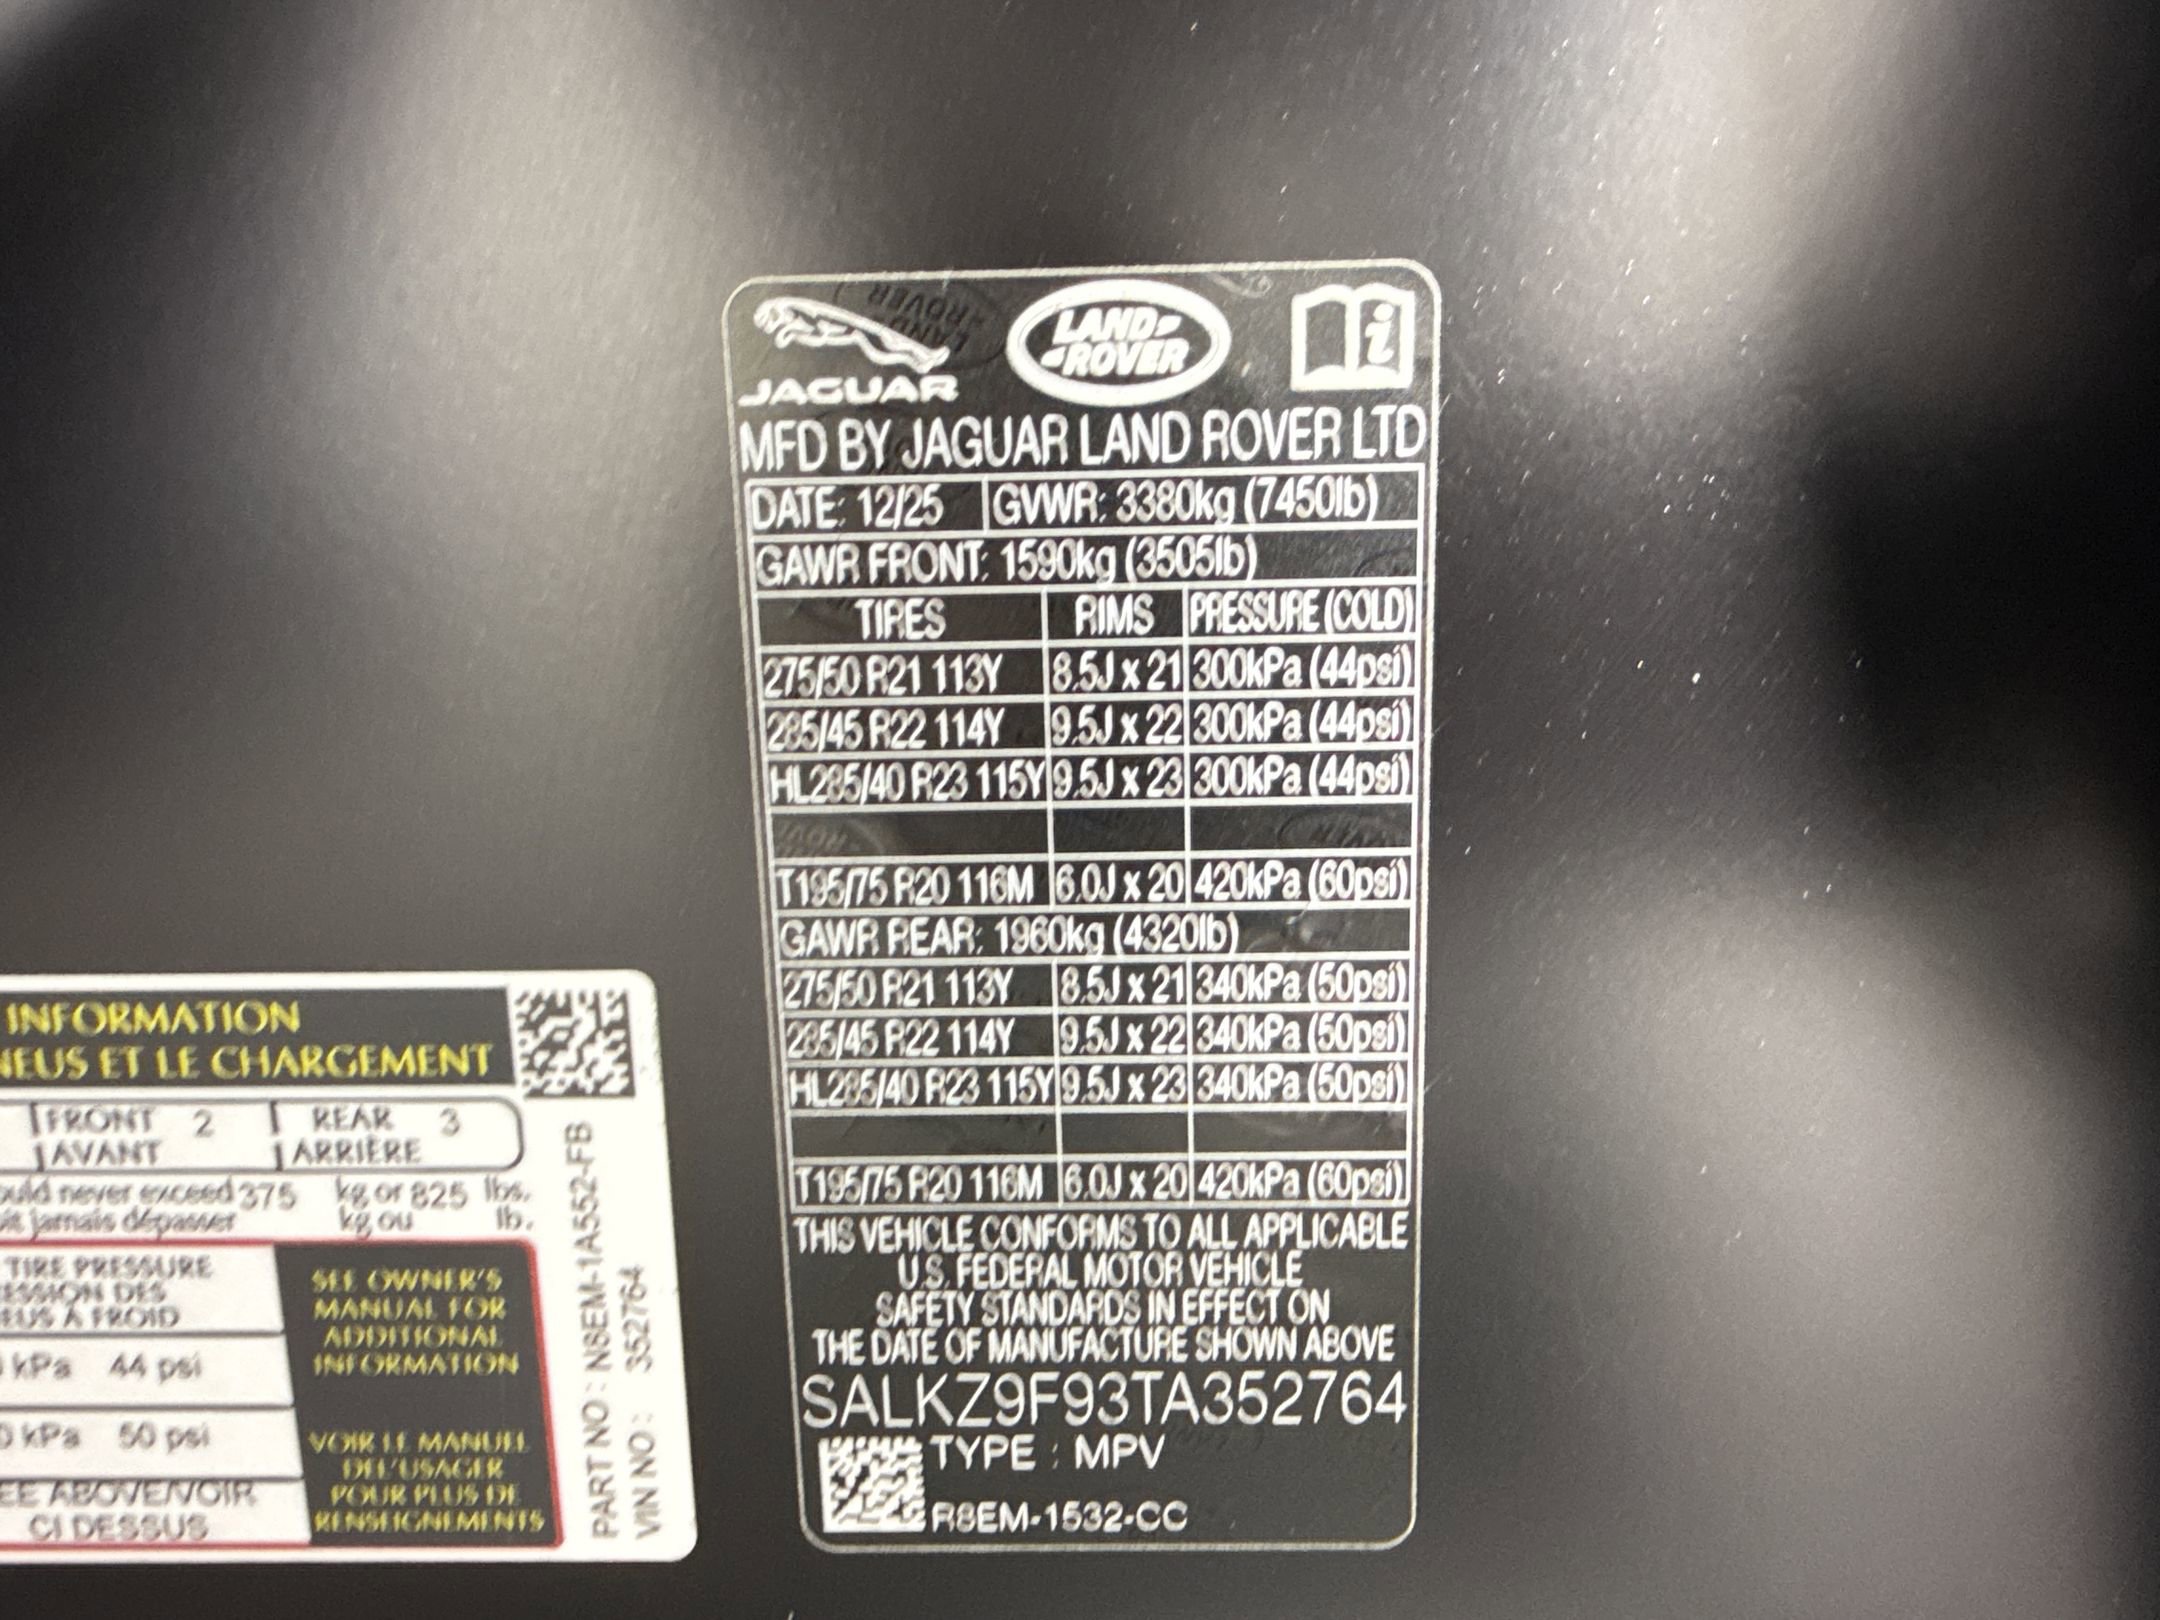 JAGUAR
LAND
ROVER
MFD BY JAGUAR LAND ROVER LTD
DATE: 12/25 GVWR: 3380kg (7450lb)
GAWR FRONT: 1590kg (3505lb)
TIRES RIMS PRESSURE (COLD)
275/50 R21 113Y 8.5J x 21 300kPa (44psi)
285/45 R22 114Y 9.5J x 22 300kPa (44psi)
HL285/40 R23 115Y 9.5J x 23 300kPa (44psi)
T195/75 R20 116M 6.0J x 20 420kPa (60psi)
GAWR REAR: 1960kg (4320lb)
275/50 R21 113Y 8.5J x 21 340kPa (50psi)
285/45 R22 114Y 9.5J x 22 340kPa (50psi)
HL285/40 R23 115Y 9.5J x 23 340kPa (50psi)
T195/75 R20 116M 6.0J x 20 420kPa (60psi)
THIS VEHICLE CONFORMS TO ALL APPLICABLE
U.S. FEDERAL MOTOR VEHICLE
SAFETY STANDARDS IN EFFECT ON
THE DATE OF MANUFACTURE SHOWN ABOVE
SALKZ9F93TA352764
TYPE : MPV
R8EM-1532-CC
INFORMATION
ET LE CHARGEMENT
FRONT 2 REAR 3
AVANT ARRIÈRE
never exceed 375 kg or 825 lbs.
jamais dépasser kg ou lb.
TIRE PRESSURE
DES
À FROID
kPa 44 psi
kPa 50 psi
ABOVE/VOIR
CI DESSUS
SEE OWNER'S
MANUAL FOR
ADDITIONAL
INFORMATION
VOIR LE MANUEL
DE L'USAGER
POUR PLUS DE
RENSEIGNEMENTS
PART NO : N8EM-1A552-FB
VIN NO : 352764